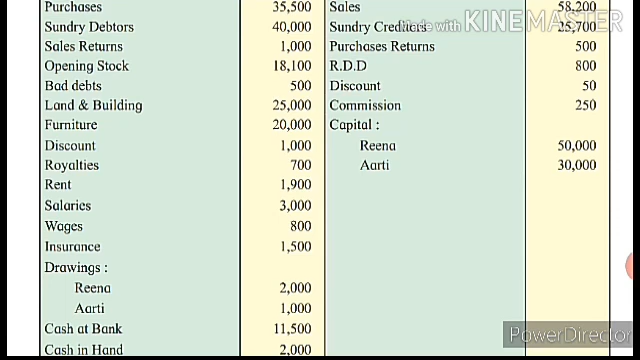 Purchases 35,500 Sales 58,200
Sundry Debtors 40,000 Sundry Creditors 25,700
Sales Returns 1,000 Purchases Returns 500
Opening Stock 18,100 R.D.D 800
Bad debts 500 Discount 50
Land & Building 25,000 Commission 250
Furniture 20,000 Capital :
Discount 1,000 Reena 50,000
Royalties 700 Aarti 30,000
Rent 1,900
Salaries 3,000
Wages 800
Insurance 1,500
Drawings :
Reena 2,000
Aarti 1,000
Cash at Bank 11,500
Cash in Hand 2,000
Made with KINEMASTER
PowerDirector